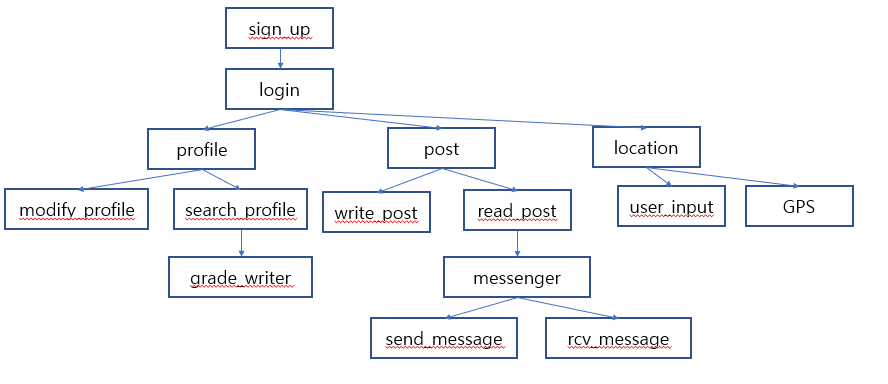 sign_up
login
profile
post
location
modify_profile
search_profile
write_post
read_post
user_input
GPS
grade_writer
messenger
send_message
rcv_message